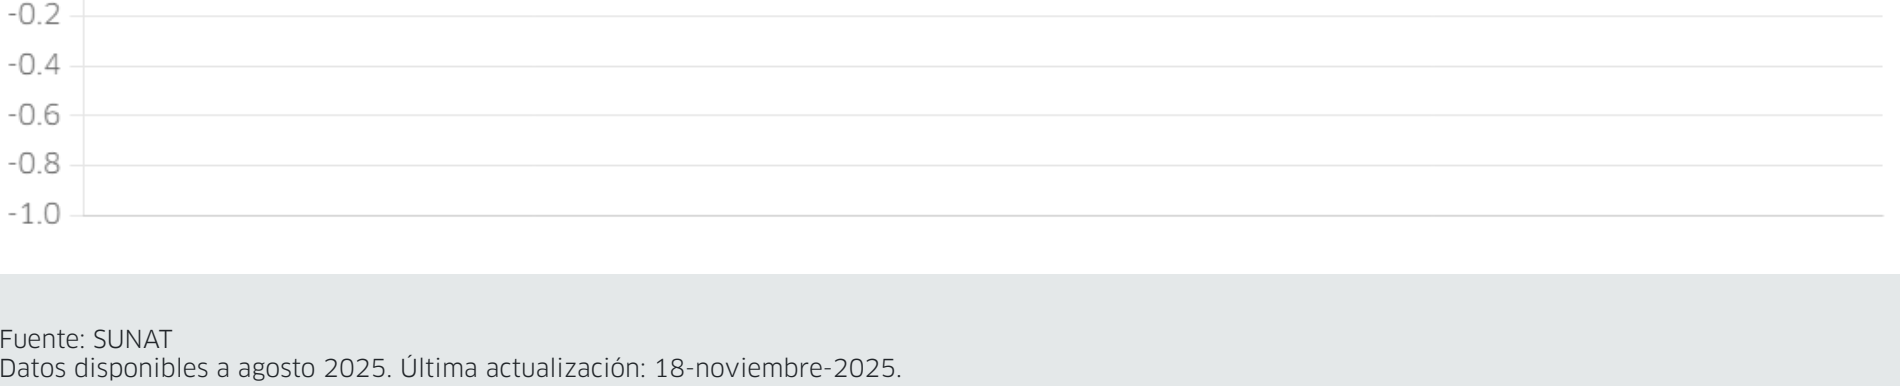 -0.2
-0.4
-0.6
-0.8
-1.0
Fuente: SUNAT
Datos disponibles a agosto 2025. Última actualización: 18-noviembre-2025.